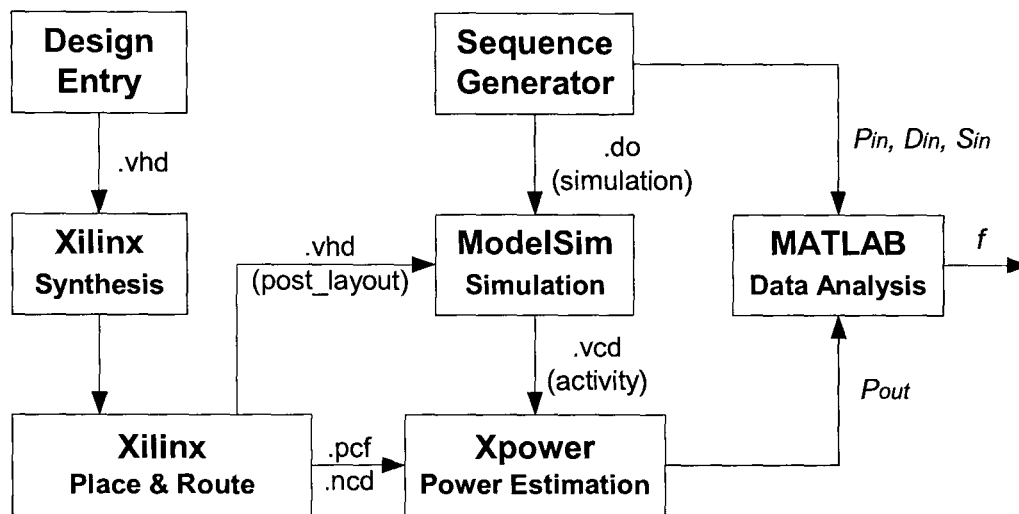 Design
Entry
Sequence
Generator
.vhd
.do
(simulation)
Pin, Din, Sin
Xilinx
Synthesis
.vhd
(post_layout)
ModelSim
Simulation
MATLAB
Data Analysis
f
.vcd
(activity)
Pout
Xilinx
Place & Route
.pcf
.ncd
Xpower
Power Estimation